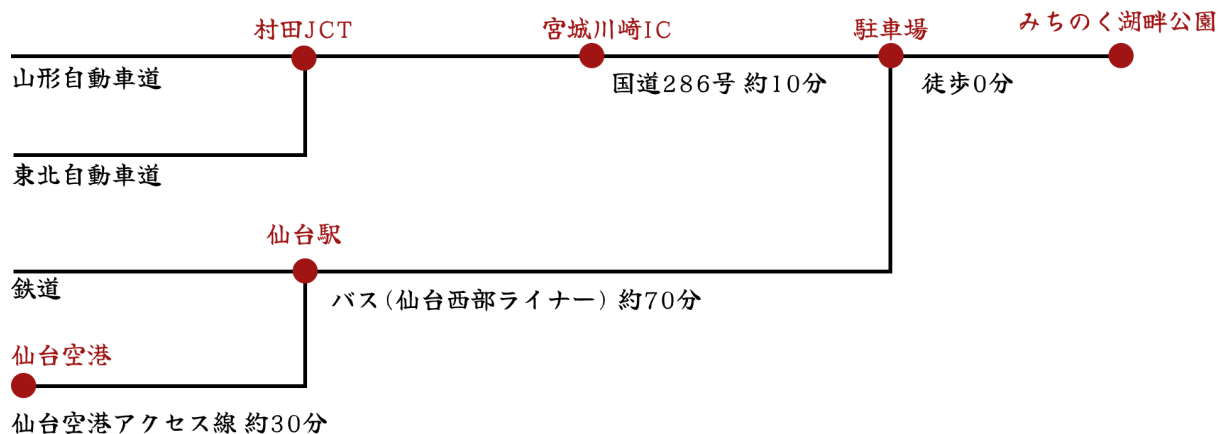 村田JCT
宮城川崎IC
駐車場
みちのく湖畔公園
山形自動車道
国道286号 約10分
徒歩0分
東北自動車道
仙台駅
鉄道
バス(仙台西部ライナー) 約70分
仙台空港
仙台空港アクセス線 約30分